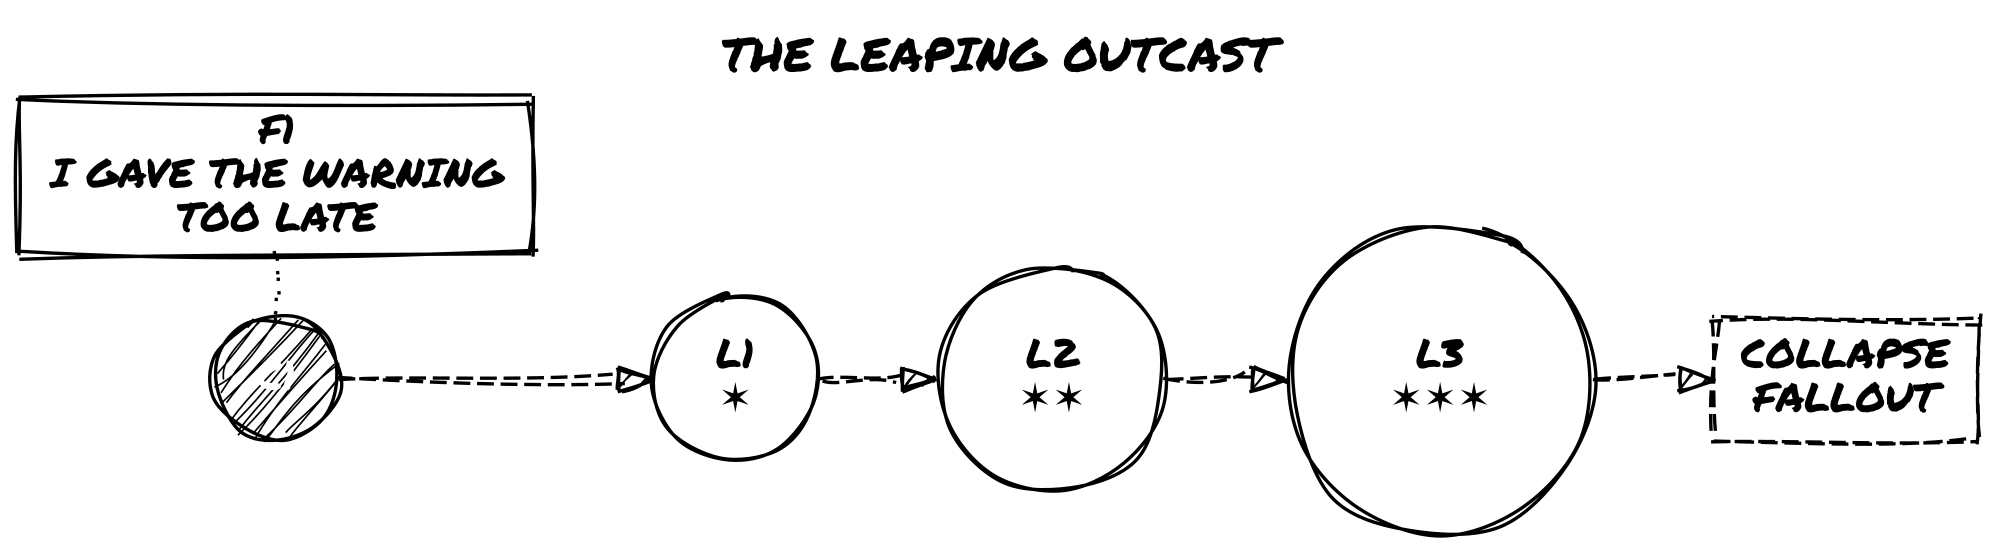 THE LEAPING OUTCAST
F1
I GAVE THE WARNING
TOO LATE
L1
✶
L2
✶✶
L3
✶✶✶
COLLAPSE
FALLOUT